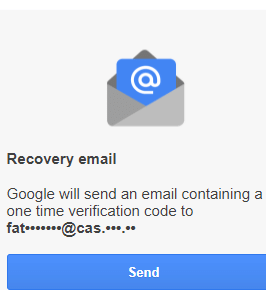 @
Recovery email
Google will send an email containing a
one time verification code to
fat•••••••@cas.•••.••
Send